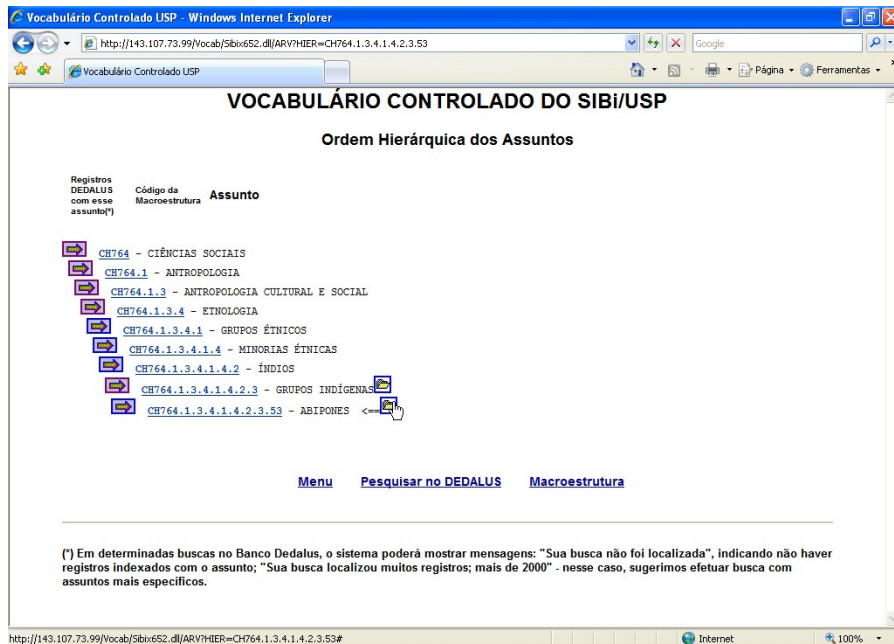 Vocabulário Controlado USP - Windows Internet Explorer
http://143.107.73.99/Vocab/Sibix652.dll/ARV?HIER=CH764.1.3.4.1.4.2.3.53
Google
Vocabulário Controlado USP
Página
Ferramentas
VOCABULÁRIO CONTROLADO DO SIBi/USP
Ordem Hierárquica dos Assuntos
Registros DEDALUS com esse assunto(*)
Código da Macroestrutura
Assunto
CH764 - CIÊNCIAS SOCIAIS
CH764.1 - ANTROPOLOGIA
CH764.1.3 - ANTROPOLOGIA CULTURAL E SOCIAL
CH764.1.3.4 - ETNOLOGIA
CH764.1.3.4.1 - GRUPOS ÉTNICOS
CH764.1.3.4.1.4 - MINORIAS ÉTNICAS
CH764.1.3.4.1.4.2 - ÍNDIOS
CH764.1.3.4.1.4.2.3 - GRUPOS INDÍGENAS
CH764.1.3.4.1.4.2.3.53 - ABIPONES <==
Menu Pesquisar no DEDALUS Macroestrutura
(*) Em determinadas buscas no Banco Dedalus, o sistema poderá mostrar mensagens: "Sua busca não foi localizada", indicando não haver
registros indexados com o assunto; "Sua busca localizou muitos registros; mais de 2000" - nesse caso, sugerimos efetuar busca com
assuntos mais específicos.
http://143.107.73.99/Vocab/Sibix652.dll/ARV?HIER=CH764.1.3.4.1.4.2.3.53#
Internet
100%